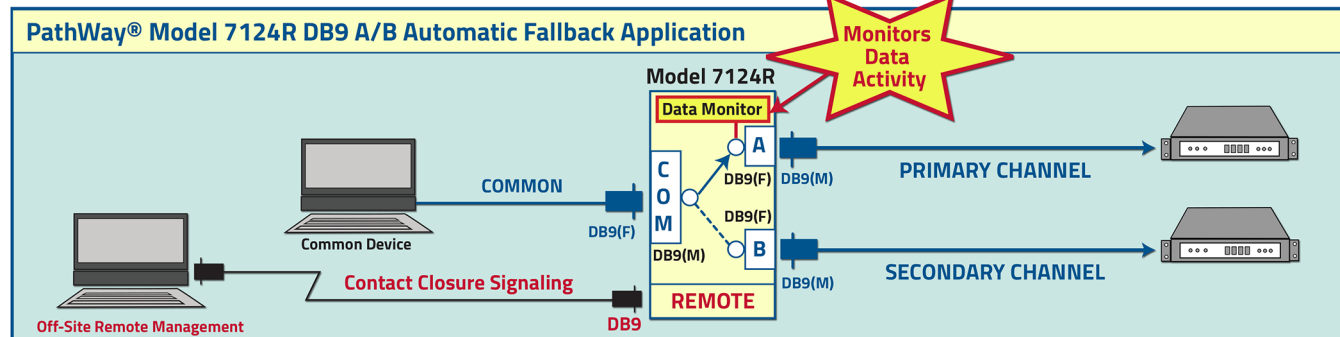 PathWay® Model 7124R DB9 A/B Automatic Fallback Application
Monitors
Data
Activity
Model 7124R
Data Monitor
A
DB9(F)
DB9(M)
PRIMARY CHANNEL
COMMON
DB9(F)
C
O
M
DB9(M)
DB9(F)
B
DB9(M)
SECONDARY CHANNEL
Common Device
Contact Closure Signaling
REMOTE
DB9
Off-Site Remote Management